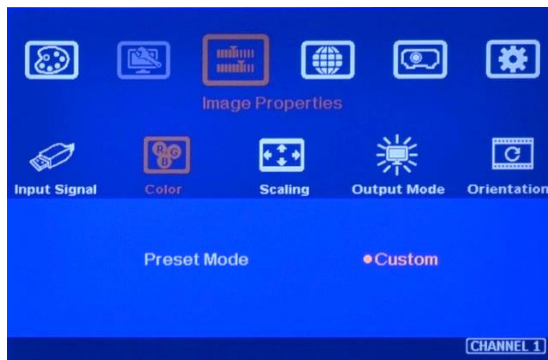 Image Properties
R G B
Input Signal Color Scaling Output Mode Orientation
Preset Mode Custom
CHANNEL 1